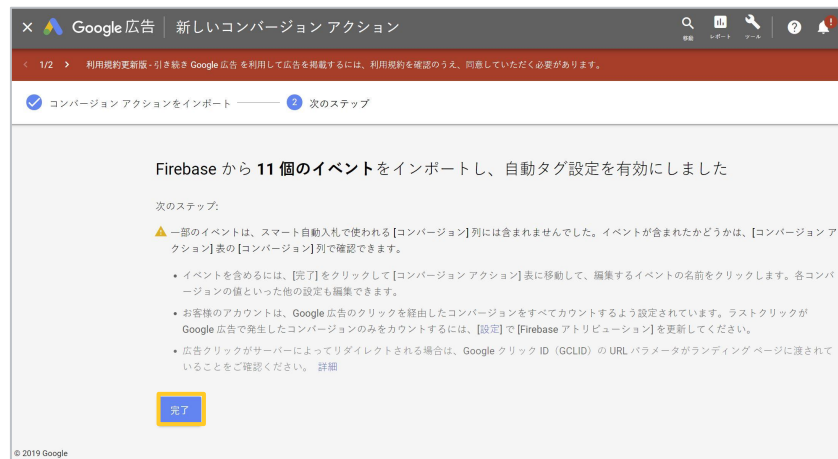 Google 広告 新しいコンバージョン アクション
移動 レポート ツール
1/2 利用規約更新版 - 引き続き Google 広告 を利用して広告を掲載するには、利用規約を確認のうえ、同意していただく必要があります。
コンバージョン アクションをインポート 2 次のステップ
Firebase から 11 個のイベントをインポートし、自動タグ設定を有効にしました
次のステップ:
一部のイベントは、スマート自動入札で使われる [コンバージョン] 列には含まれませんでした。イベントが含まれたかどうかは、[コンバージョン ア
クション] 表の [コンバージョン] 列で確認できます。
• イベントを含めるには、[完了] をクリックして [コンバージョン アクション] 表に移動して、編集するイベントの名前をクリックします。各コンバ
ージョンの値といった他の設定も編集できます。
• お客様のアカウントは、Google 広告のクリックを経由したコンバージョンをすべてカウントするよう設定されています。ラストクリックが
Google 広告で発生したコンバージョンのみをカウントするには、[設定] で [Firebase アトリビューション] を更新してください。
• 広告クリックがサーバーによってリダイレクトされる場合は、Google クリック ID（GCLID）の URL パラメータがランディング ページに渡されて
いることをご確認ください。 詳細
完了
© 2019 Google